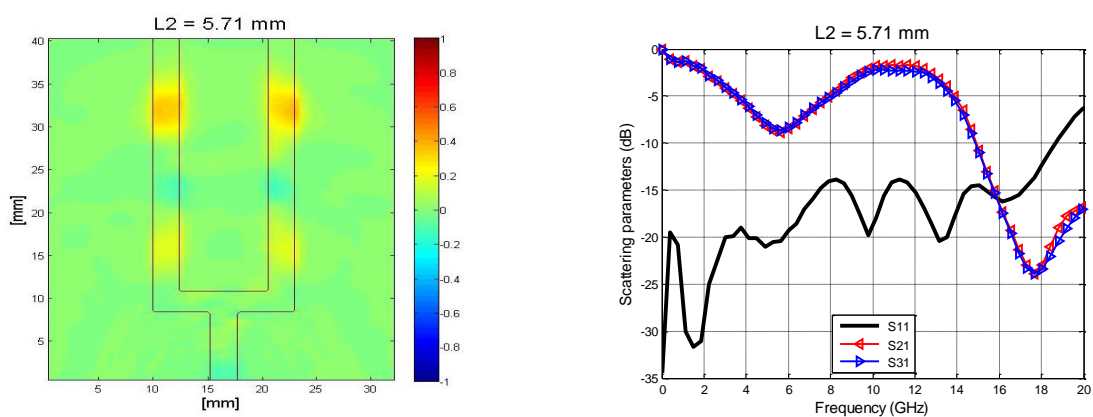 L2 = 5.71 mm
40
35
30
25
20
15
10
5
[mm]
5 10 15 20 25 30
[mm]
1
0.8
0.6
0.4
0.2
0
-0.2
-0.4
-0.6
-0.8
-1
L2 = 5.71 mm
0
-5
-10
-15
-20
-25
-30
-35
Scattering parameters (dB)
S11
S21
S31
0 2 4 6 8 10 12 14 16 18 20
Frequency (GHz)